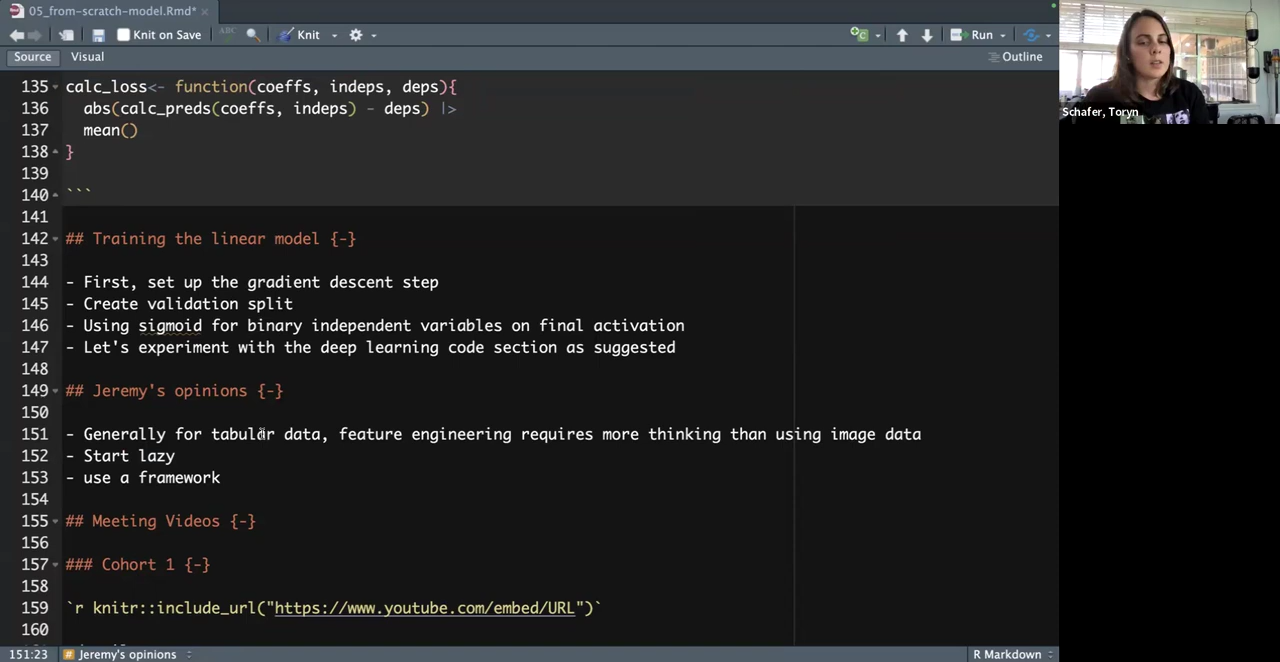 05_from-scratch-model.Rmd*
Knit on Save
ABC
Knit
Run
Source
Visual
Outline
Schafer, Toryn
135 calc_loss<- function(coeffs, indeps, deps){
136 abs(calc_preds(coeffs, indeps) - deps) |>
137 mean()
138 }
139
140 ```
141
142 ## Training the linear model {-}
143
144 - First, set up the gradient descent step
145 - Create validation split
146 - Using sigmoid for binary independent variables on final activation
147 - Let's experiment with the deep learning code section as suggested
148
149 ## Jeremy's opinions {-}
150
151 - Generally for tabular data, feature engineering requires more thinking than using image data
152 - Start lazy
153 - use a framework
154
155 ## Meeting Videos {-}
156
157 ### Cohort 1 {-}
158
159 `r knitr::include_url("https://www.youtube.com/embed/URL")`
160
151:23
Jeremy's opinions
R Markdown